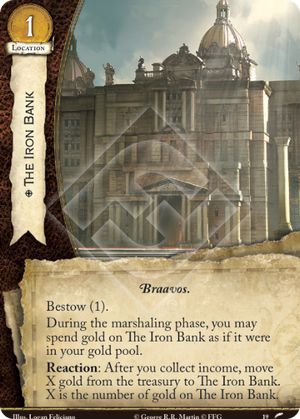 1
LOCATION
THE IRON BANK
Braavos.
Bestow (1).
During the marshaling phase, you may
spend gold on The Iron Bank as if it
were in your gold pool.
Reaction: After you collect income, move
X gold from the treasury to The Iron Bank.
X is the number of gold on The Iron Bank.
Illus. Logan Feliciano
© George R.R. Martin © FFG
19